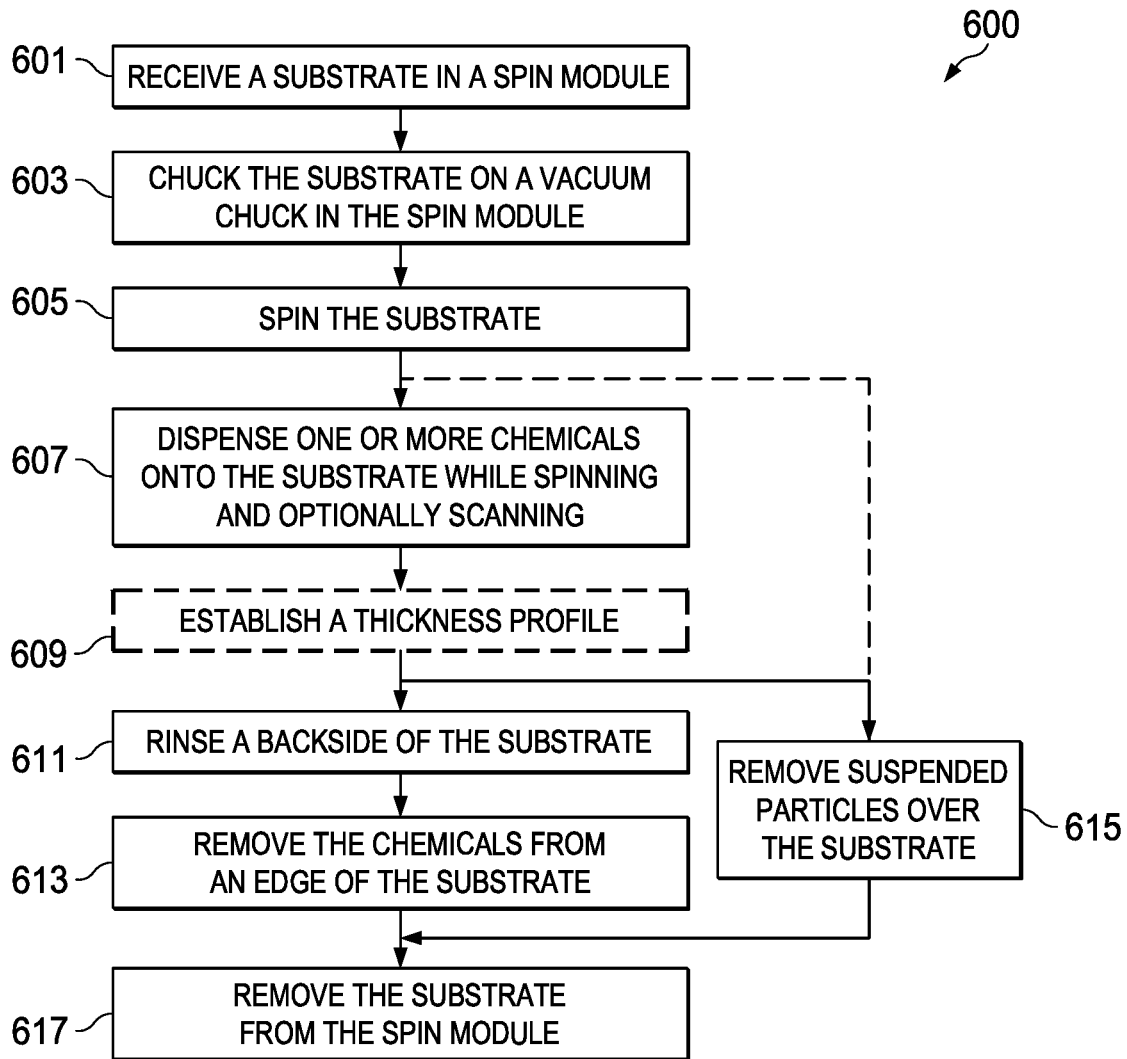 600
601
RECEIVE A SUBSTRATE IN A SPIN MODULE
603
CHUCK THE SUBSTRATE ON A VACUUM
CHUCK IN THE SPIN MODULE
605
SPIN THE SUBSTRATE
607
DISPENSE ONE OR MORE CHEMICALS
ONTO THE SUBSTRATE WHILE SPINNING
AND OPTIONALLY SCANNING
609
ESTABLISH A THICKNESS PROFILE
611
RINSE A BACKSIDE OF THE SUBSTRATE
613
REMOVE THE CHEMICALS FROM
AN EDGE OF THE SUBSTRATE
REMOVE SUSPENDED
PARTICLES OVER
THE SUBSTRATE
615
617
REMOVE THE SUBSTRATE
FROM THE SPIN MODULE